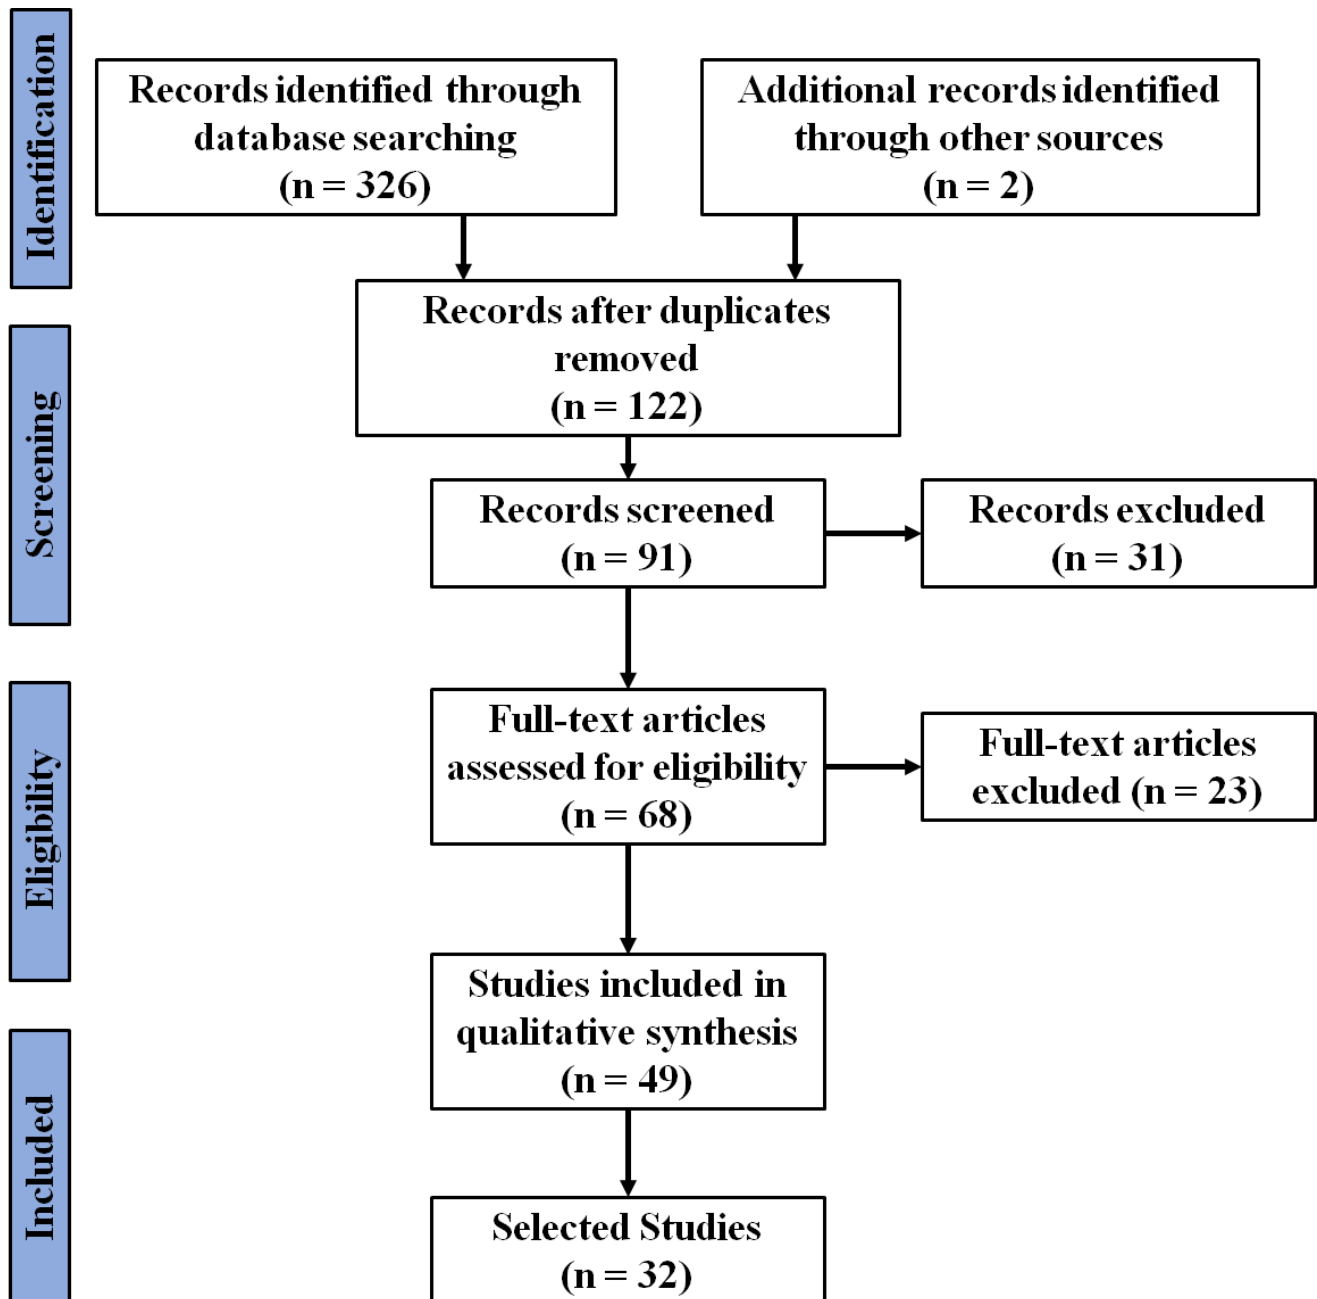 Identification
Records identified through
database searching
(n = 326)
Additional records identified
through other sources
(n = 2)
Records after duplicates
removed
(n = 122)
Screening
Records screened
(n = 91)
Records excluded
(n = 31)
Eligibility
Full-text articles
assessed for eligibility
(n = 68)
Full-text articles
excluded (n = 23)
Studies included in
qualitative synthesis
(n = 49)
Included
Selected Studies
(n = 32)